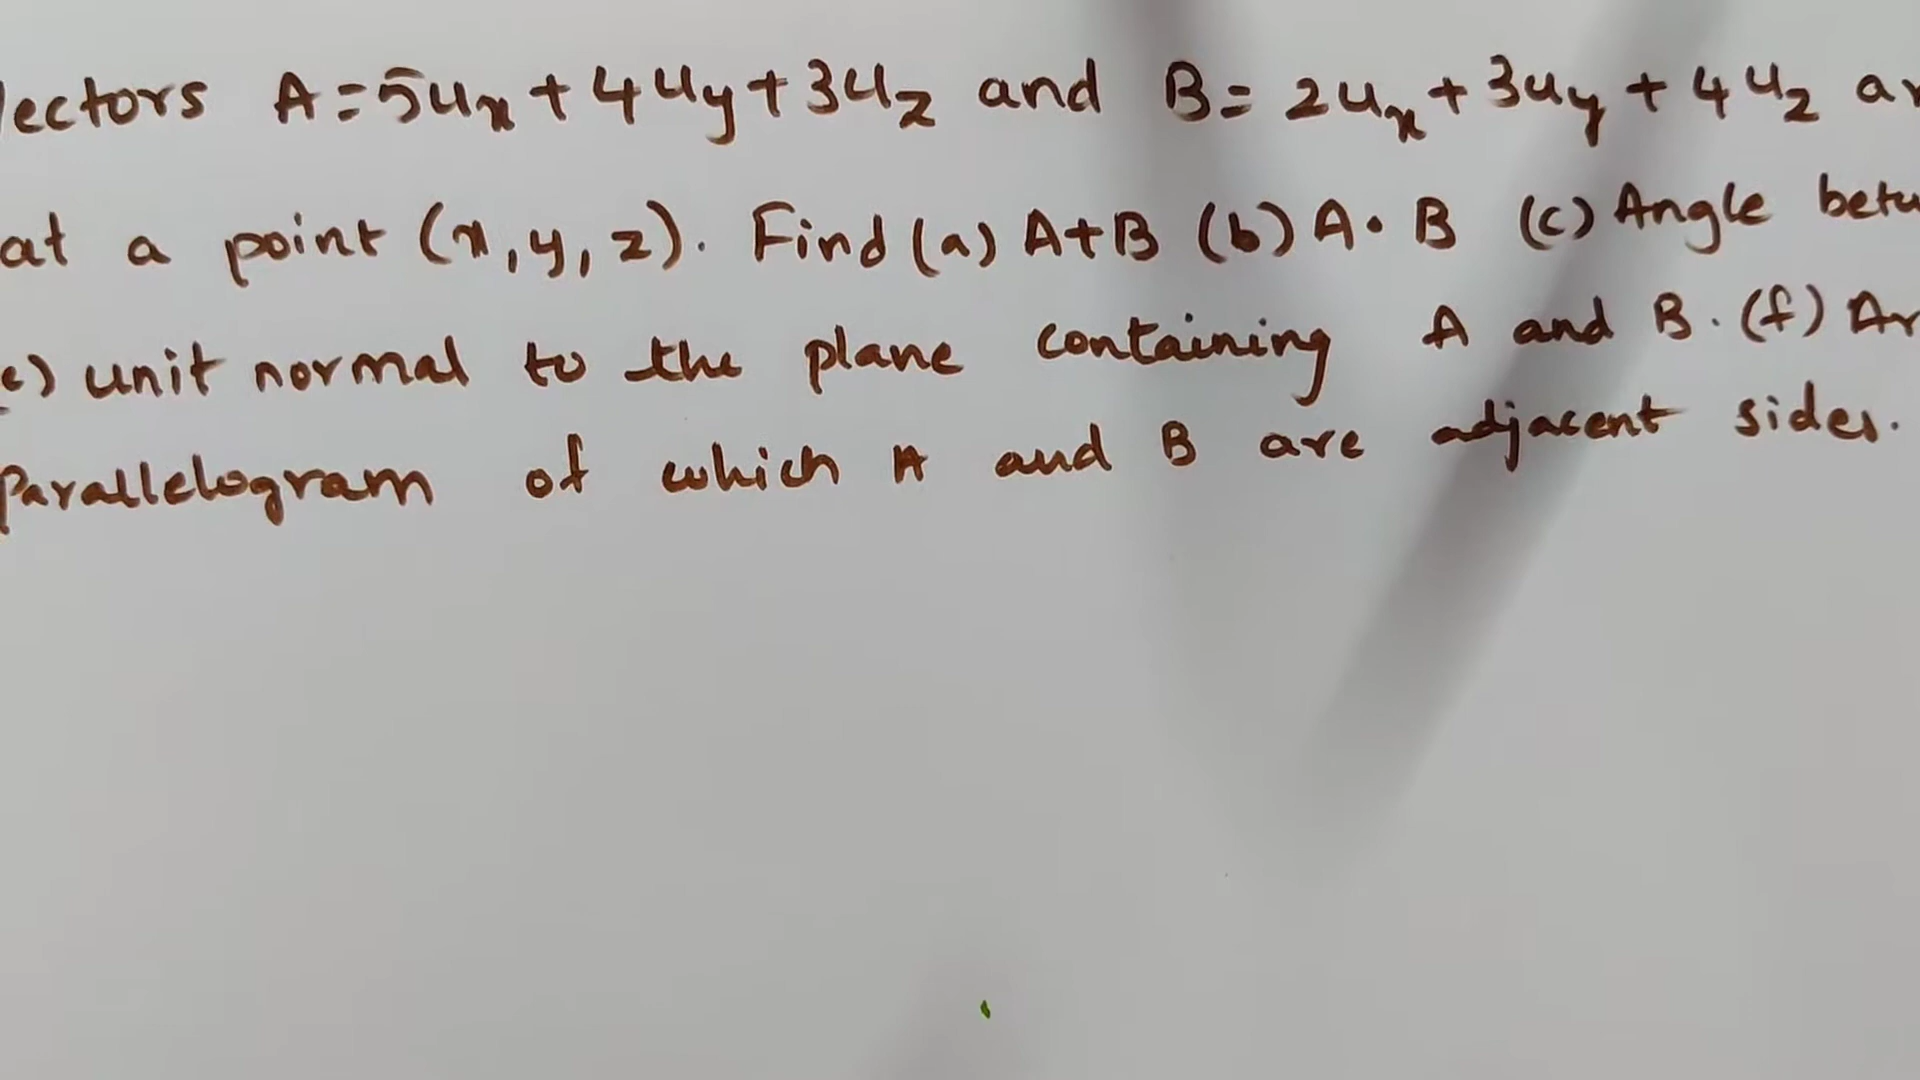 ectors A=5ux+4uy+3uz and B= 2ux+3uy+4uz
at a point (x,y,z). Find (a) A+B (b) A·B (c) Angle
e) unit normal to the plane containing A and B. (f)
parallelogram of which A and B are adjacent sides.